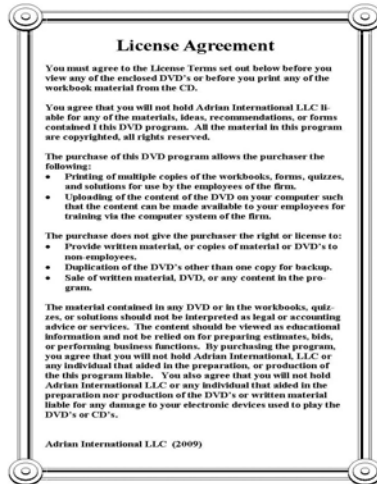 License Agreement
You must agree to the License Terms set out below before you
view any of the enclosed DVD's or before you print any of the
workbook material from the CD.
You agree that you will not hold Adrian International LLC li-
able for any of the materials, ideas, recommendations, or forms
contained I this DVD program.  All the material in this program
are copyrighted, all rights reserved.
The purchase of this DVD program allows the purchaser the
following:
• Printing of multiple copies of the workbooks, forms, quizzes,
and solutions for use by the employees of the firm.
• Uploading of the content of the DVD on your computer such
that the content can be made available to your employees for
training via the computer system of the firm.
The purchase does not give the purchaser the right or license to:
• Provide written material, or copies of material or DVD's to
non-employees.
• Duplication of the DVD's other than one copy for backup.
• Sale of written material, DVD, or any content in the pro-
gram.
The material contained in any DVD or in the workbooks, quiz-
zes, or solutions should not be interpreted as legal or accounting
advice or services.  The content should be viewed as educational
information and not be relied on for preparing estimates, bids,
or performing business functions.  By purchasing the program,
you agree that you will not hold Adrian International, LLC or
any individual that aided in the preparation, or production of
the this program liable.  You also agree that you will not hold
Adrian International LLC or any individual that aided in the
preparation nor production of the DVD's or written material
liable for any damage to your electronic devices used to play the
DVD's or CD's.
Adrian International LLC  (2009)